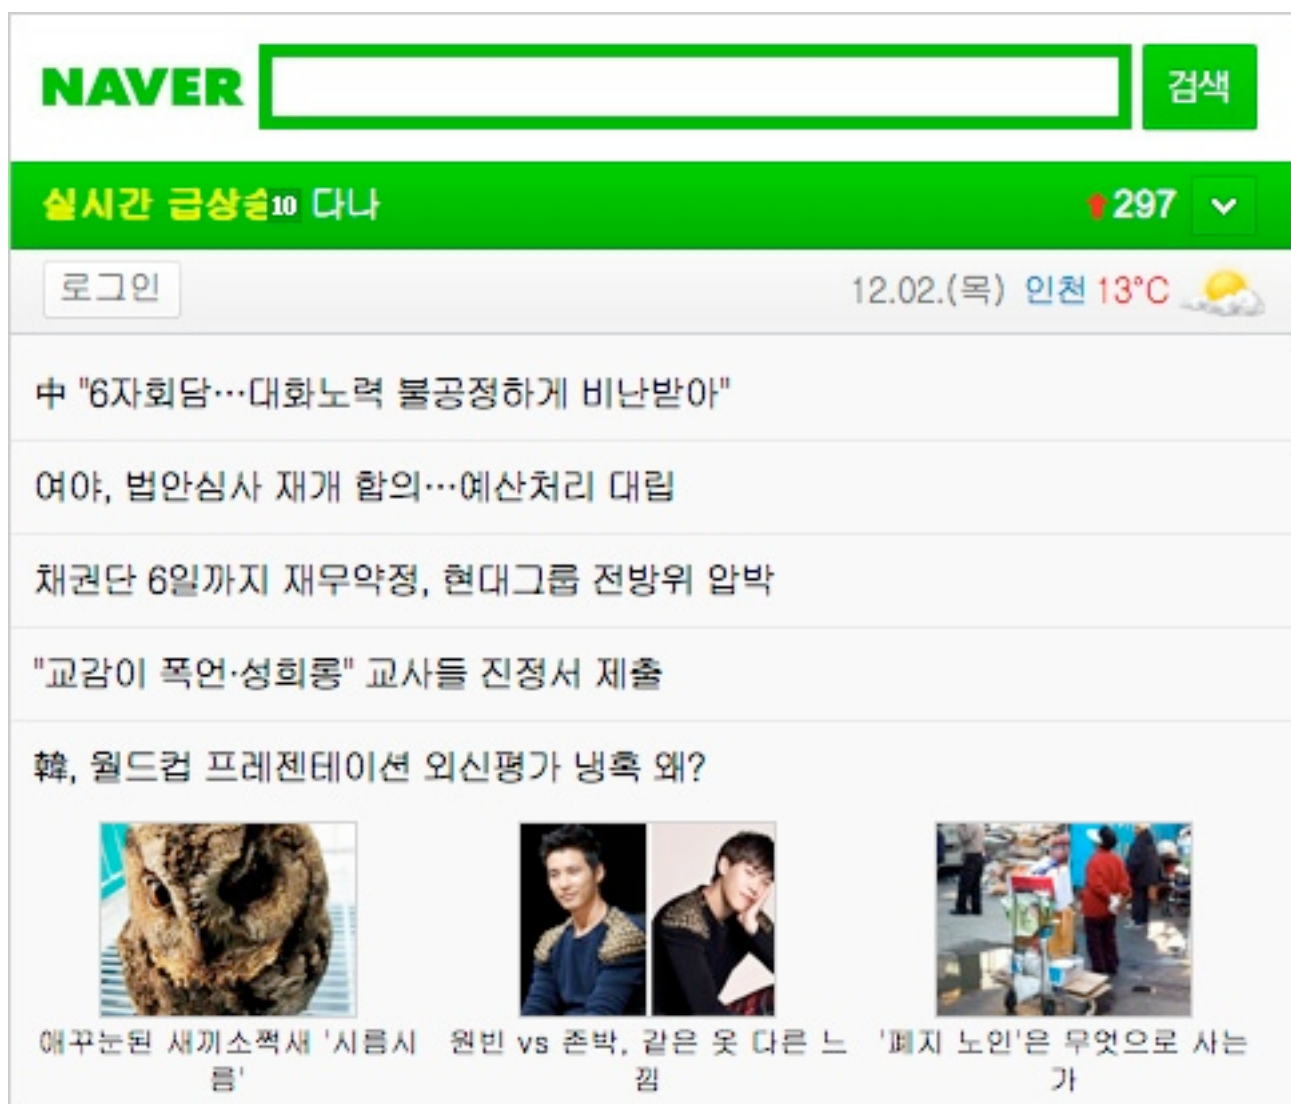 NAVER
검색
실시간 급상승 10 다나 297
로그인 12.02.(목) 인천 13°C
中 "6자회담…대화노력 불공정하게 비난받아"
여야, 법안심사 재개 합의…예산처리 대립
채권단 6일까지 재무약정, 현대그룹 전방위 압박
"교감이 폭언·성희롱" 교사들 진정서 제출
韓, 월드컵 프레젠테이션 외신평가 냉혹 왜?
애꾸눈된 새끼소쩍새 '시름시
름'
원빈 vs 존박, 같은 옷 다른 느
낌
'폐지 노인'은 무엇으로 사는
가